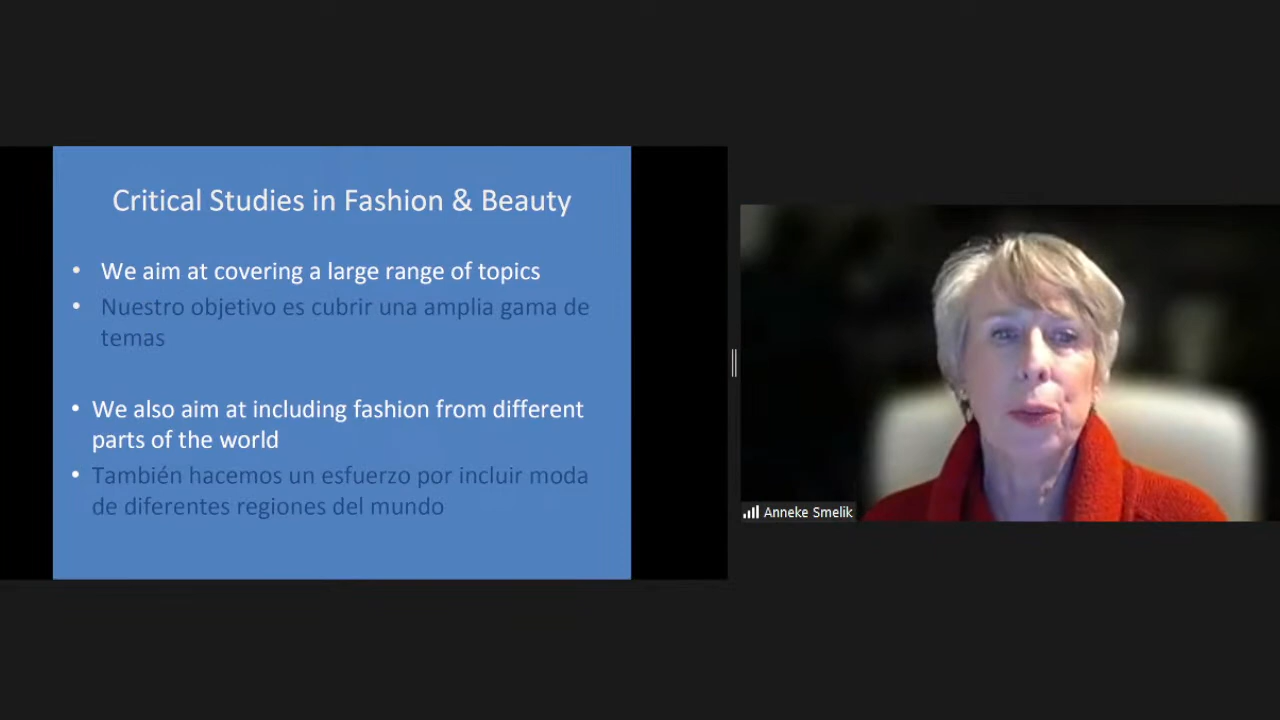 Critical Studies in Fashion & Beauty
• We aim at covering a large range of topics
• Nuestro objetivo es cubrir una amplia gama de
temas
• We also aim at including fashion from different
parts of the world
• También hacemos un esfuerzo por incluir moda
de diferentes regiones del mundo
Anneke Smelik